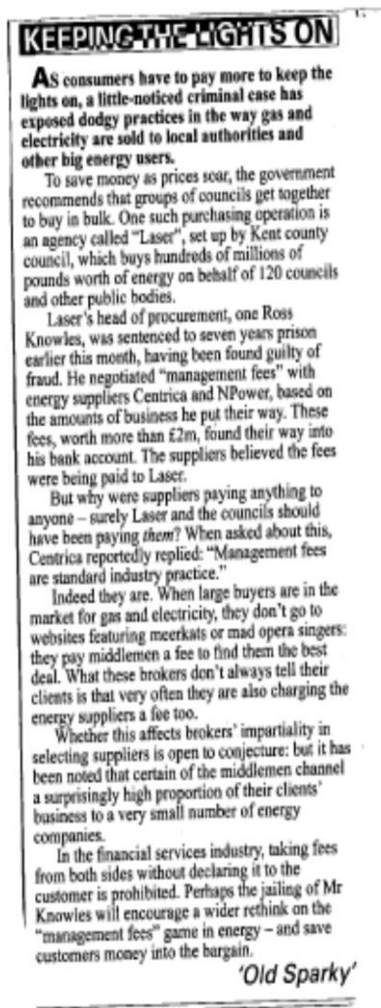 KEEPING THE LIGHTS ON
AS consumers have to pay more to keep the
lights on, a little-noticed criminal case has
exposed dodgy practices in the way gas and
electricity are sold to local authorities and
other big energy users.
To save money as prices soar, the government
recommends that groups of councils get together
to buy in bulk. One such purchasing operation is
an agency called "Laser", set up by Kent county
council, which buys hundreds of millions of
pounds worth of energy on behalf of 120 councils
and other public bodies.
Laser's head of procurement, one Ross
Knowles, was sentenced to seven years prison
earlier this month, having been found guilty of
fraud. He negotiated "management fees" with
energy suppliers Centrica and NPower, based on
the amounts of business he put their way. These
fees, worth more than £2m, found their way into
his bank account. The suppliers believed the fees
were being paid to Laser.
But why were suppliers paying anything to
anyone – surely Laser and the councils should
have been paying them? When asked about this,
Centrica reportedly replied: "Management fees
are standard industry practice."
Indeed they are. When large buyers are in the
market for gas and electricity, they don't go to
websites featuring meerkats or mad opera singers:
they pay middlemen a fee to find them the best
deal. What these brokers don't always tell their
clients is that very often they are also charging the
energy suppliers a fee too.
Whether this affects brokers' impartiality in
selecting suppliers is open to conjecture: but it has
been noted that certain of the middlemen channel
a surprisingly high proportion of their clients'
business to a very small number of energy
companies.
In the financial services industry, taking fees
from both sides without declaring it to the
customer is prohibited. Perhaps the jailing of Mr
Knowles will encourage a wider rethink on the
"management fees" game in energy – and save
customers money into the bargain.
'Old Sparky'